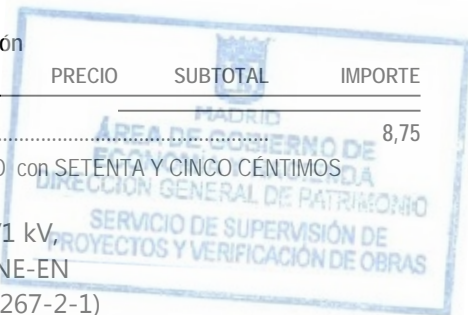 ón
PRECIO SUBTOTAL IMPORTE
MADRID
8,75
ÁREA DE GOBIERNO DE
con SETENTA Y CINCO CÉNTIMOS
DIRECCIÓN GENERAL DE PATRIMONIO
SERVICIO DE SUPERVISIÓN DE
/1 kV,
PROYECTOS Y VERIFICACIÓN DE OBRAS
NE-EN
267-2-1)